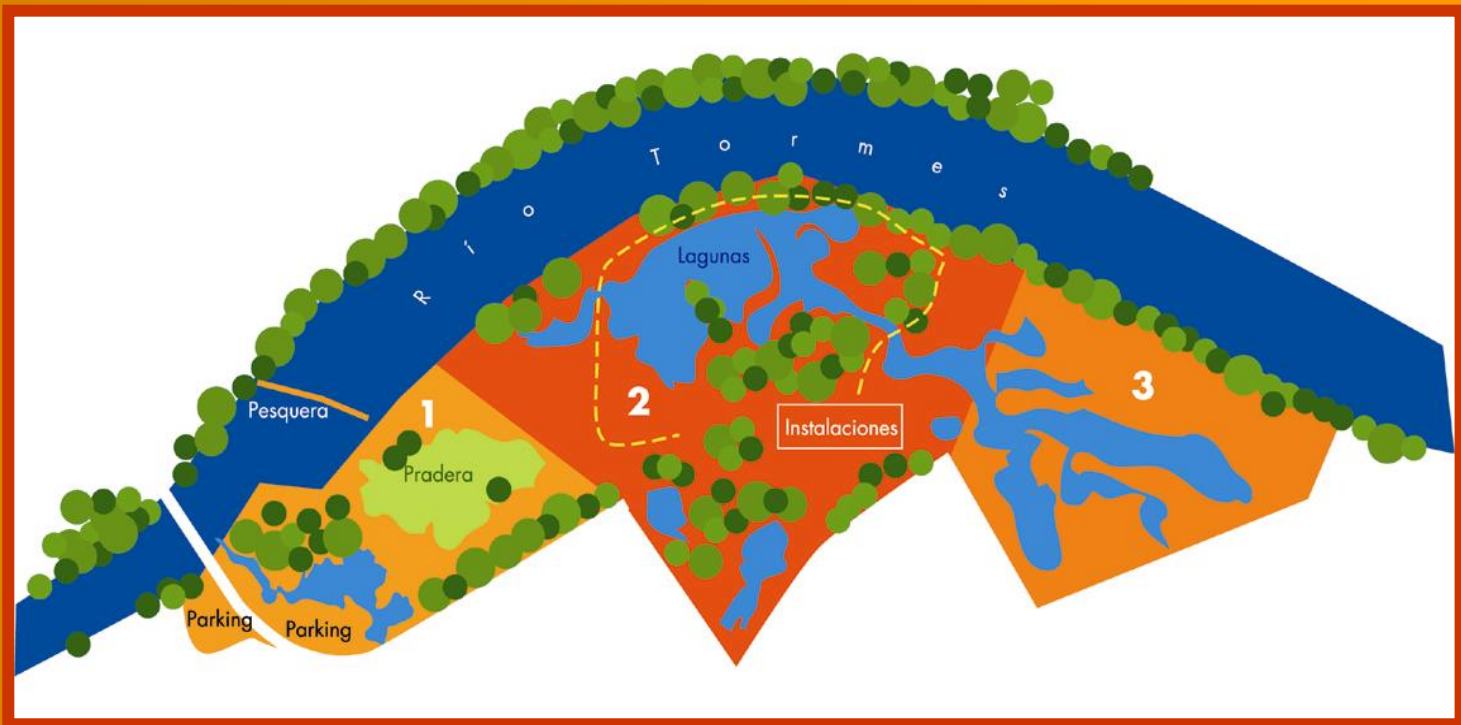 Río Tormes
Lagunas
Pesquera
1
2
3
Instalaciones
Pradera
Parking
Parking